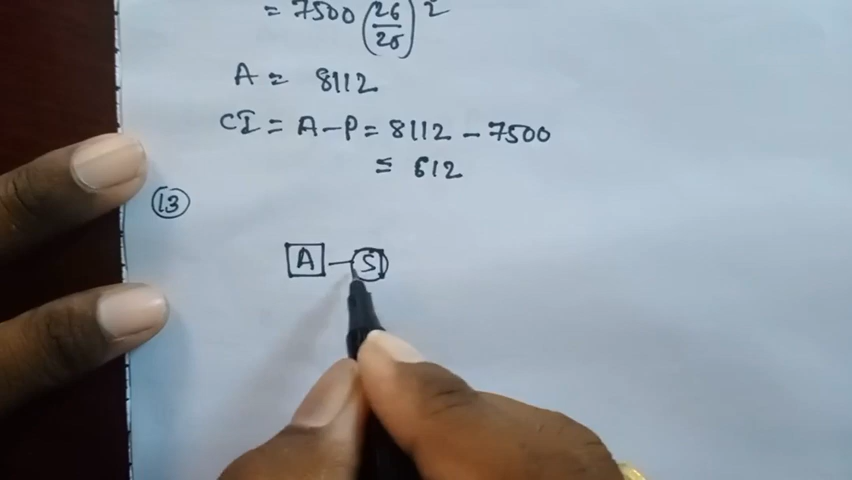 = 7500 (26/25)2
A = 8112
CI = A-P = 8112 - 7500
= 612
13
A - S